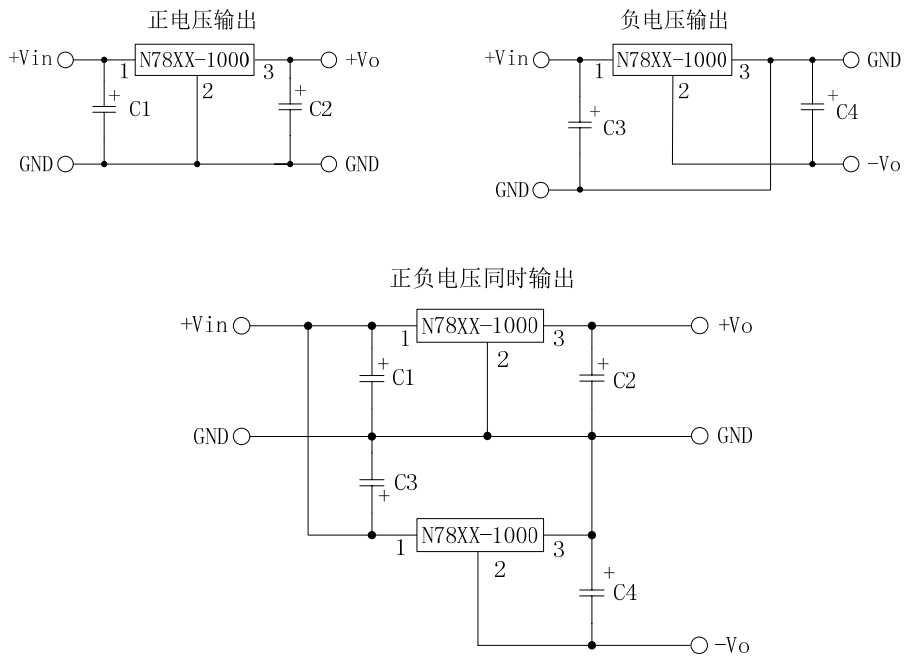 正电压输出
+Vin
N78XX-1000
+Vo
1
2
3
+
C1
+
C2
GND
GND
负电压输出
+Vin
N78XX-1000
GND
1
2
3
+
C3
+
C4
-Vo
GND
正负电压同时输出
+Vin
N78XX-1000
+Vo
1
2
3
+
C1
+
C2
GND
GND
C3
+
N78XX-1000
1
2
3
+
C4
-Vo